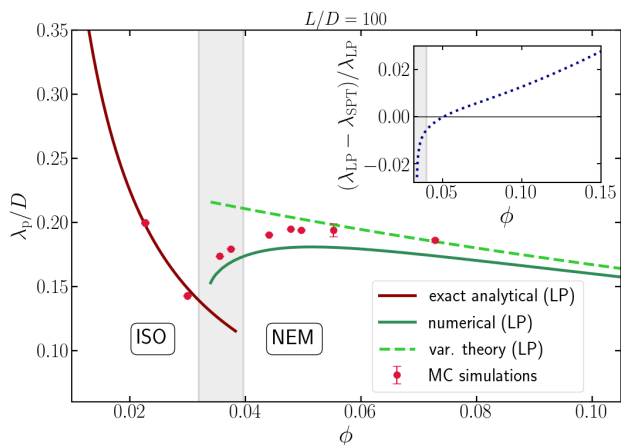 L/D = 100
0.35
0.30
0.25
0.20
0.15
0.10
λₚ/D
0.02
0.04
0.06
0.08
0.10
ϕ
ISO
NEM
0.02
0.00
−0.02
(λ_LP − λ_SPT)/λ_LP
0.05
0.10
0.15
ϕ
exact analytical (LP)
numerical (LP)
var. theory (LP)
MC simulations